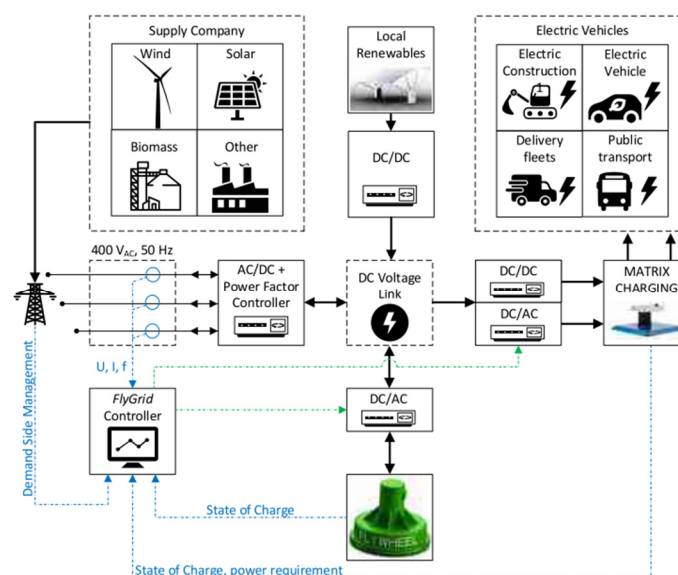 Supply Company
Wind
Solar
Biomass
Other
Local
Renewables
DC/DC
Electric Vehicles
Electric
Construction
Electric
Vehicle
Delivery
fleets
Public
transport
400 VAC, 50 Hz
AC/DC +
Power Factor
Controller
DC Voltage
Link
DC/DC
DC/AC
MATRIX
CHARGING
U, I, f
FlyGrid
Controller
DC/AC
Demand Side Management
State of Charge
FLYWHEEL
State of Charge, power requirement